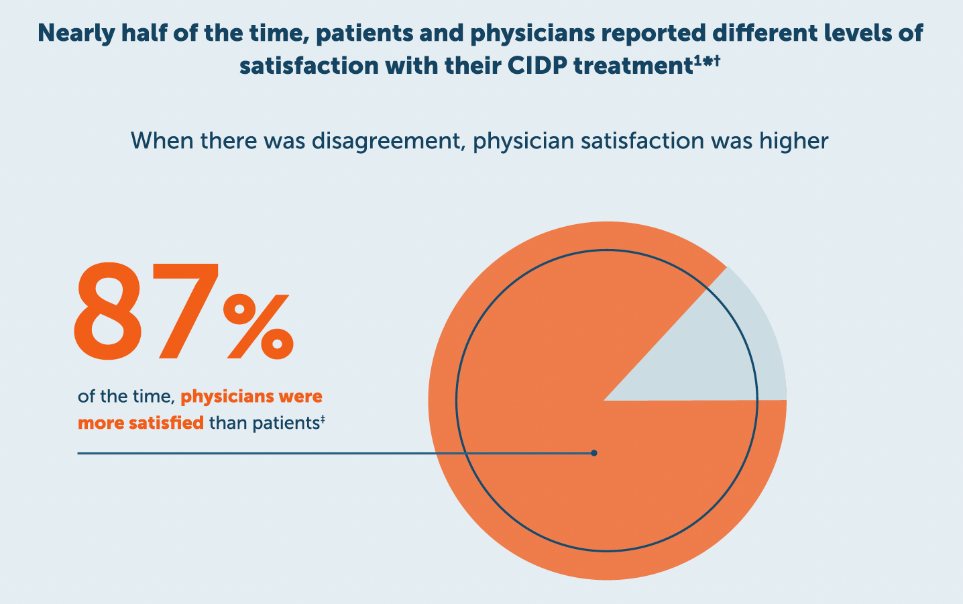 Nearly half of the time, patients and physicians reported different levels of
satisfaction with their CIDP treatment¹*†
When there was disagreement, physician satisfaction was higher
87%
of the time, physicians were
more satisfied than patients‡